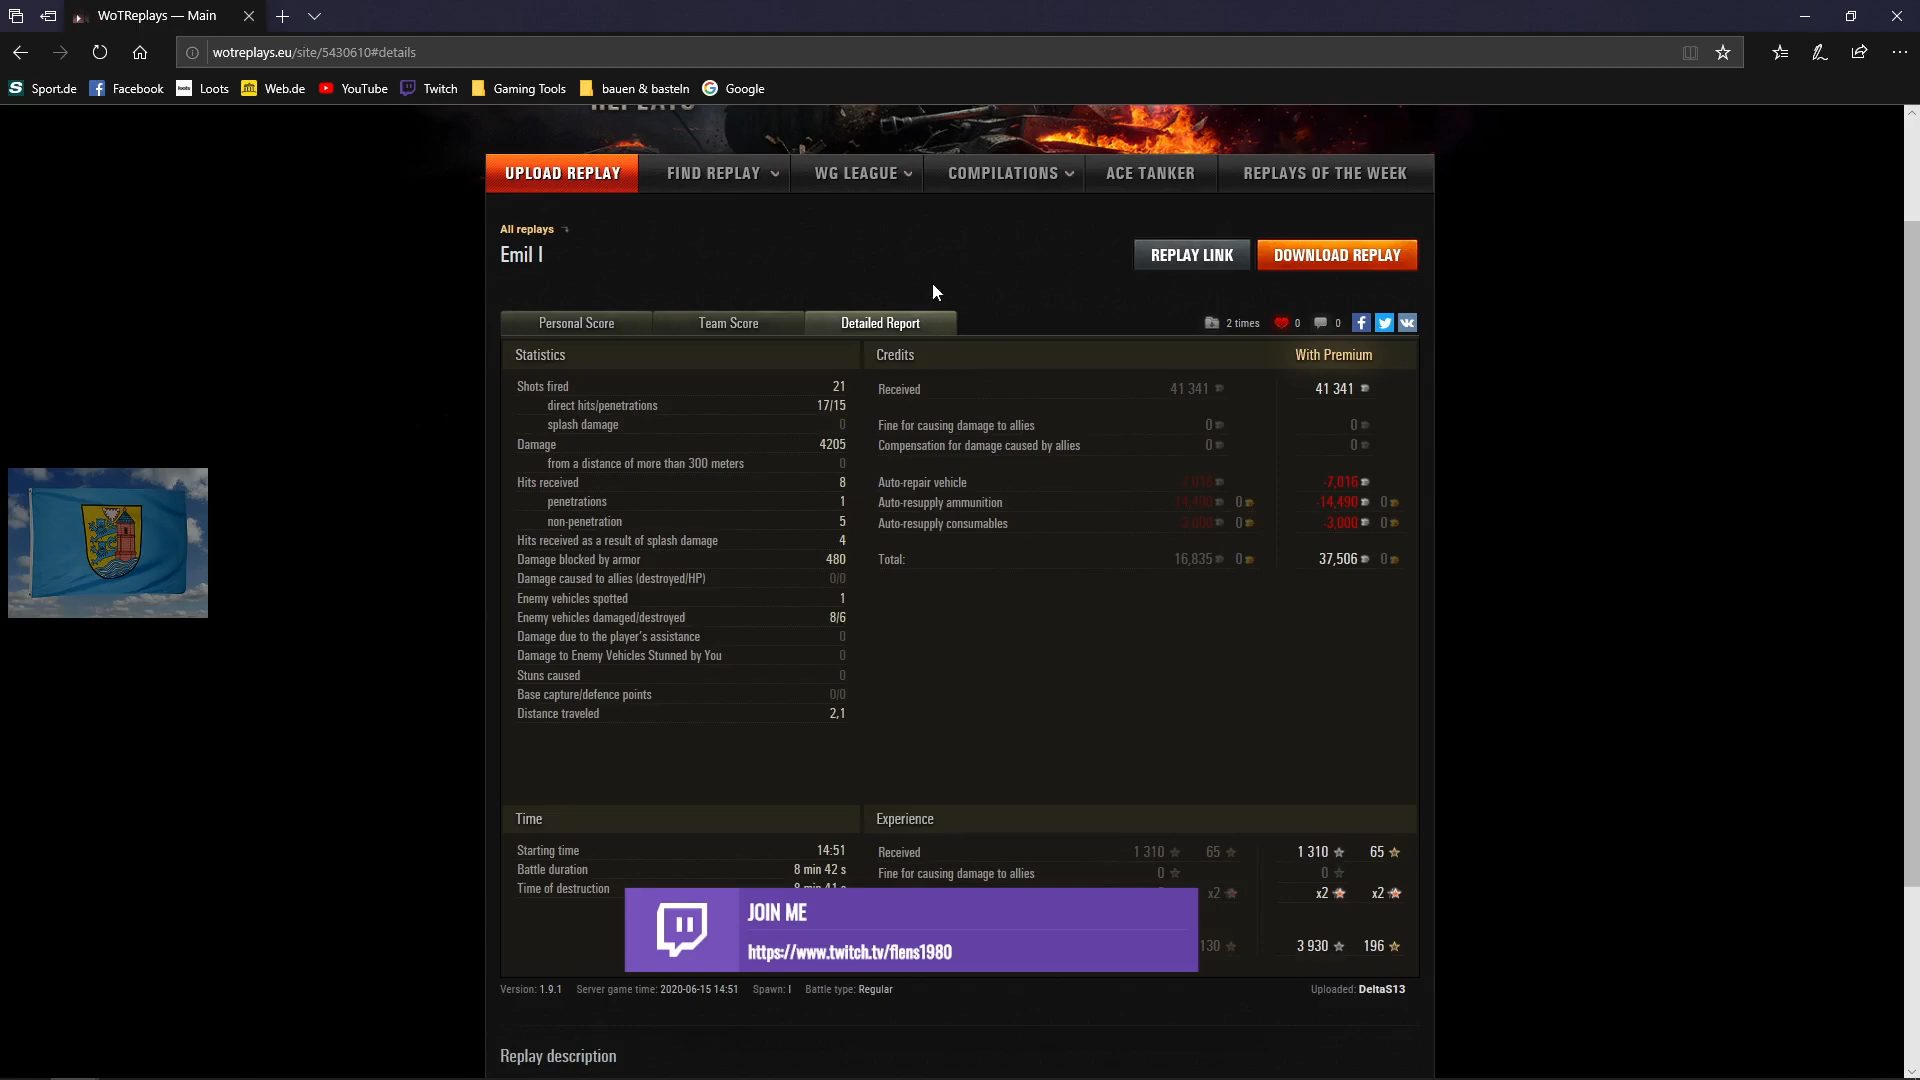 WoTReplays — Main
wotreplays.eu/site/5430610#details
Sport.de Facebook Loots Web.de YouTube Twitch Gaming Tools bauen & basteln Google
REPLAYS
UPLOAD REPLAY FIND REPLAY WG LEAGUE COMPILATIONS ACE TANKER REPLAYS OF THE WEEK
All replays
Emil I
REPLAY LINK DOWNLOAD REPLAY
Personal Score Team Score Detailed Report 2 times 0 0
Statistics
Shots fired 21
direct hits/penetrations 17/15
splash damage 0
Damage 4205
from a distance of more than 300 meters 0
Hits received 8
penetrations 1
non-penetration 5
Hits received as a result of splash damage 4
Damage blocked by armor 480
Damage caused to allies (destroyed/HP) 0/0
Enemy vehicles spotted 1
Enemy vehicles damaged/destroyed 8/6
Damage due to the player's assistance 0
Damage to Enemy Vehicles Stunned by You 0
Stuns caused 0
Base capture/defence points 0/0
Distance traveled 2,1
Credits With Premium
Received 41 341 41 341
Fine for causing damage to allies 0 0
Compensation for damage caused by allies 0 0
Auto-repair vehicle -7,016 -7,016
Auto-resupply ammunition -14,490 0 -14,490 0
Auto-resupply consumables -3,000 0 -3,000 0
Total: 16,835 0 37,506 0
Time
Starting time 14:51
Battle duration 8 min 42 s
Time of destruction 8 min 41 s
Experience
Received 1 310 65 1 310 65
Fine for causing damage to allies 0 0
x2 x2 x2
130 3 930 196
JOIN ME
https://www.twitch.tv/flens1980
Version: 1.9.1 Server game time: 2020-06-15 14:51 Spawn: I Battle type: Regular Uploaded: DeltaS13
Replay description